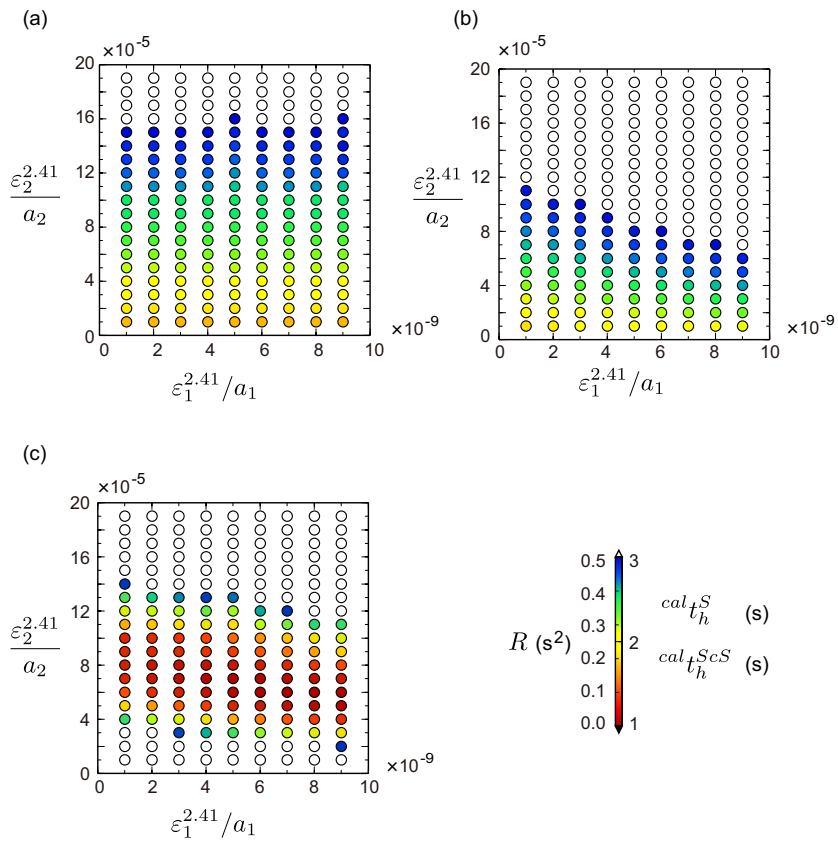 (a)
×10⁻⁵
20
16
12
8
4
0
ε₂^2.41 / a₂
0 2 4 6 8 10
×10⁻⁹
ε₁^2.41/a₁
(b)
×10⁻⁵
20
16
12
8
4
0
ε₂^2.41 / a₂
0 2 4 6 8 10
×10⁻⁹
ε₁^2.41/a₁
(c)
×10⁻⁵
20
16
12
8
4
0
ε₂^2.41 / a₂
0 2 4 6 8 10
×10⁻⁹
ε₁^2.41/a₁
R (s²)
0.5 3
0.4
0.3 2
0.2
0.1
0.0 1
cal t_h^S (s)
cal t_h^ScS (s)